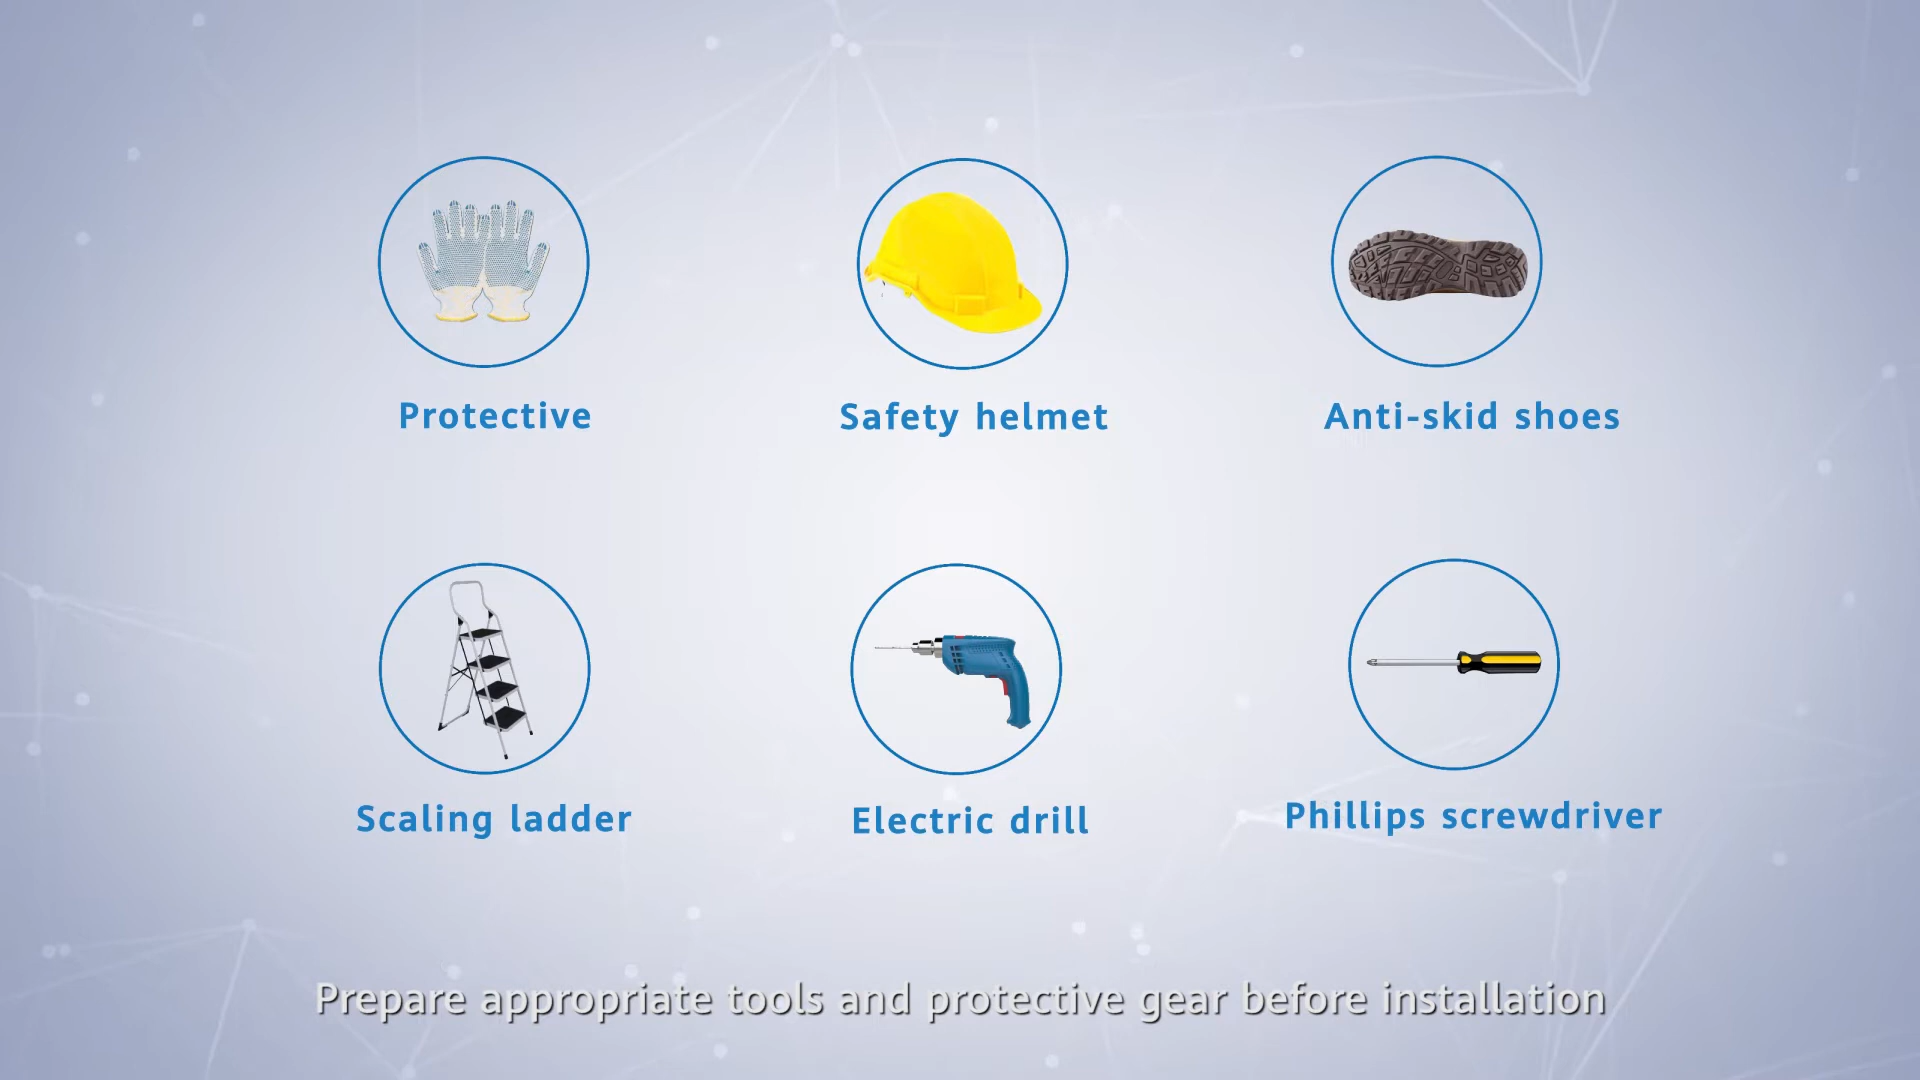 Protective
Safety helmet
Anti-skid shoes
Scaling ladder
Electric drill
Phillips screwdriver
Prepare appropriate tools and protective gear before installation